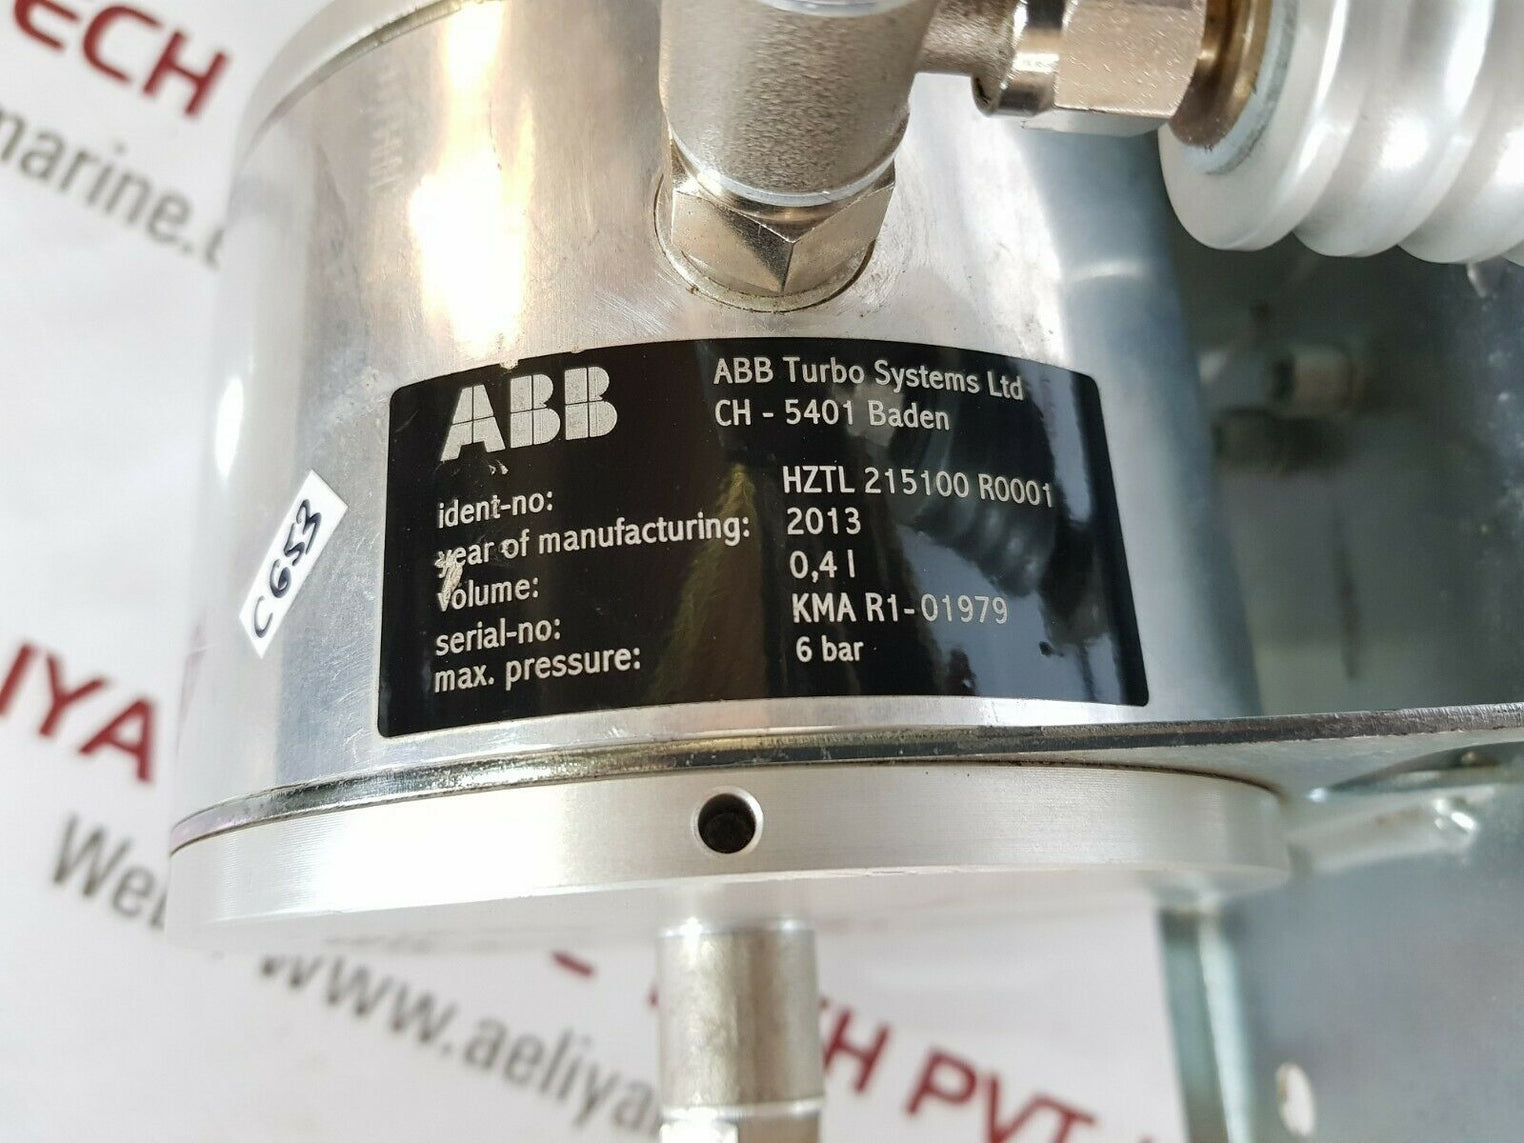 ECH
marine.
ABB
ABB Turbo Systems Ltd
CH - 5401 Baden
ident-no: HZTL 215100 R0001
year of manufacturing: 2013
volume: 0,4 l
serial-no: KMA R1-01979
max. pressure: 6 bar
C 653
IYA
We
www.aeliya
H PVT